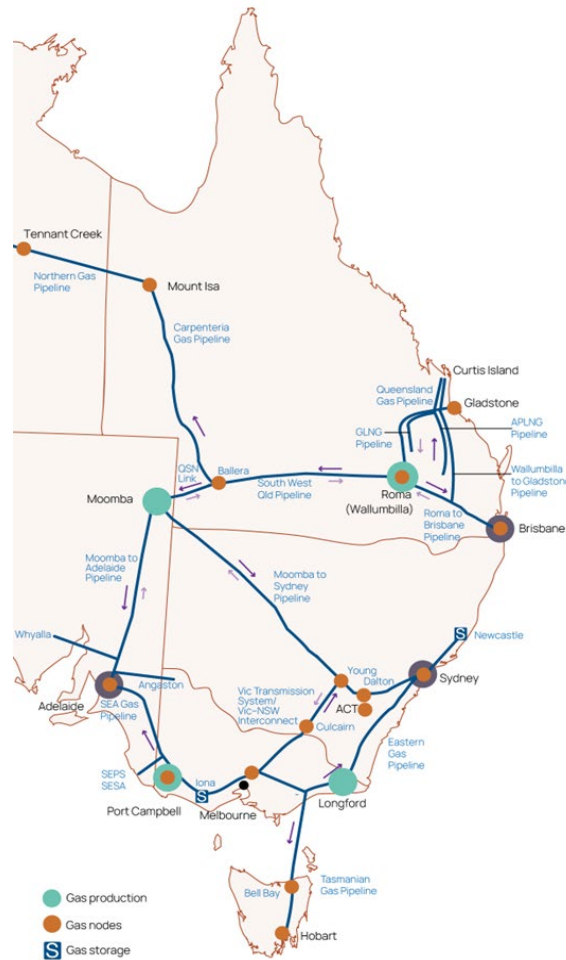 Tennant Creek
Northern Gas
Pipeline
Mount Isa
Carpenteria
Gas Pipeline
Curtis Island
Queensland
Gas Pipeline
Gladstone
GLNG
Pipeline
APLNG
Pipeline
QSN
Link
Ballera
South West
Qld Pipeline
Roma
(Wallumbilla)
Wallumbilla
to Gladstone
Pipeline
Moomba
Roma to
Brisbane
Pipeline
Brisbane
Moomba to
Adelaide
Pipeline
Moomba to
Sydney
Pipeline
Whyalla
S
Newcastle
Young
Dalton
Sydney
Angaston
Adelaide
SEA Gas
Pipeline
Vic Transmission
System/
Vic–NSW
Interconnect
ACT
Culcairn
Eastern
Gas
Pipeline
SEPS
SESA
Iona
S
Port Campbell
Melbourne
Longford
Tasmanian
Gas Pipeline
Bell Bay
Hobart
Gas production
Gas nodes
S
Gas storage